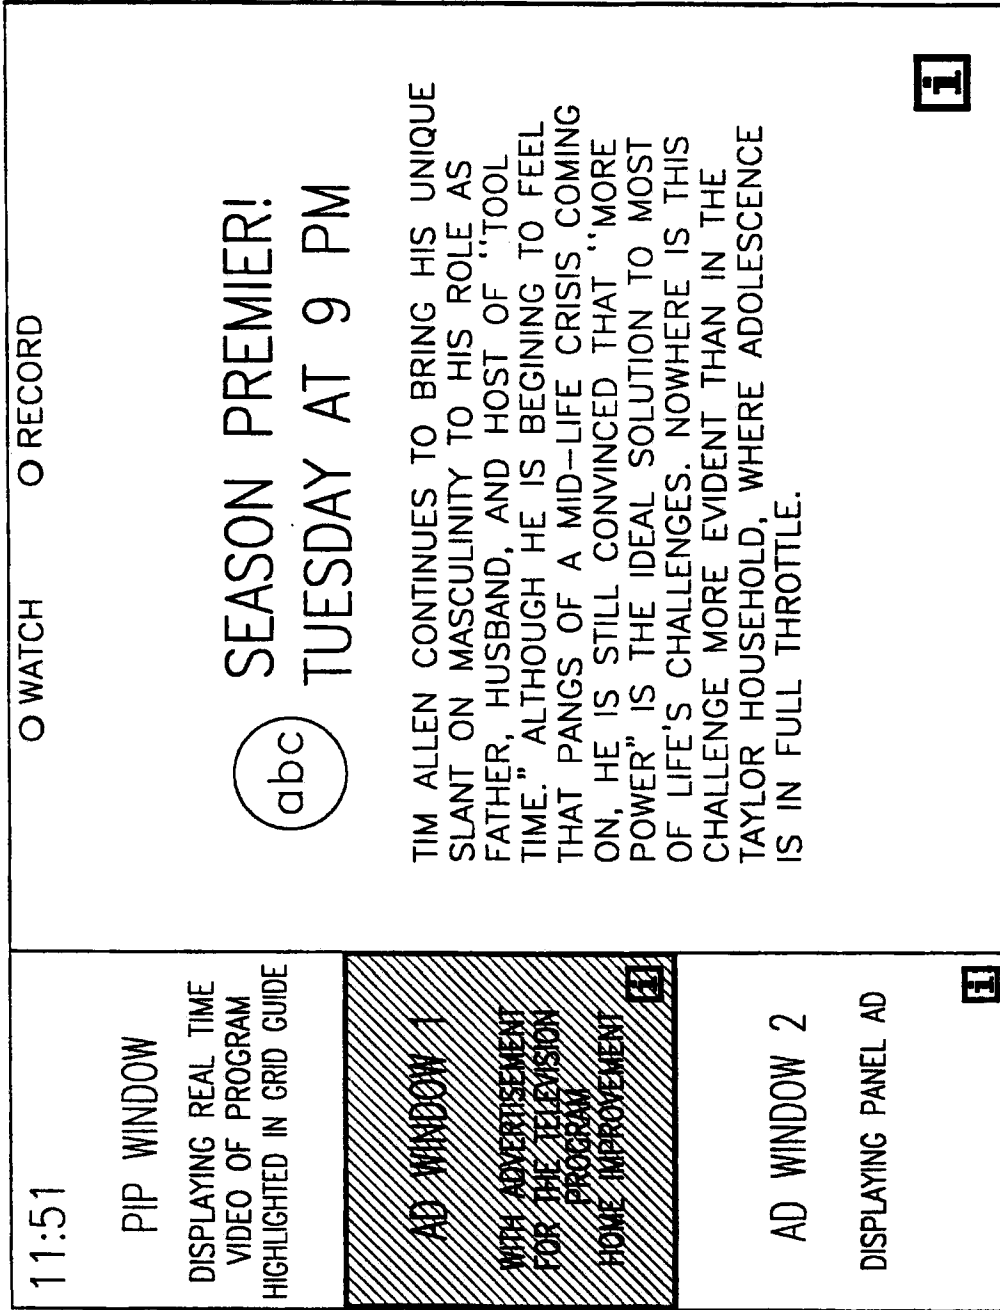 11:51
PIP WINDOW
DISPLAYING REAL TIME
VIDEO OF PROGRAM
HIGHLIGHTED IN GRID GUIDE
AD WINDOW 1
WITH ADVERTISEMENT
FOR THE TELEVISION
PROGRAM
HOME IMPROVEMENT
i
AD WINDOW 2
DISPLAYING PANEL AD
i
O WATCH O RECORD
abc
SEASON PREMIER!
TUESDAY AT 9 PM
TIM ALLEN CONTINUES TO BRING HIS UNIQUE
SLANT ON MASCULINITY TO HIS ROLE AS
FATHER, HUSBAND, AND HOST OF "TOOL
TIME." ALTHOUGH HE IS BEGINING TO FEEL
THAT PANGS OF A MID-LIFE CRISIS COMING
ON, HE IS STILL CONVINCED THAT "MORE
POWER" IS THE IDEAL SOLUTION TO MOST
OF LIFE'S CHALLENGES. NOWHERE IS THIS
CHALLENGE MORE EVIDENT THAN IN THE
TAYLOR HOUSEHOLD, WHERE ADOLESCENCE
IS IN FULL THROTTLE.
i